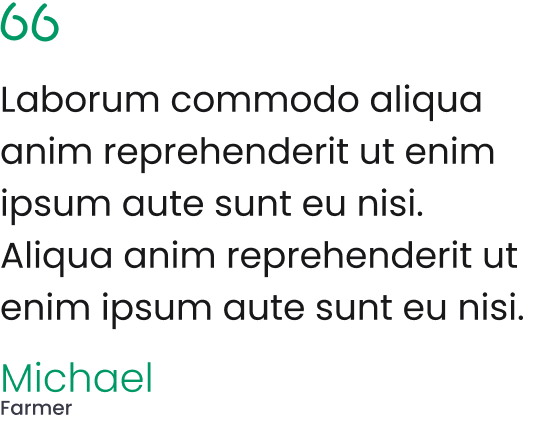 66
Laborum commodo aliqua
anim reprehenderit ut enim
ipsum aute sunt eu nisi.
Aliqua anim reprehenderit ut
enim ipsum aute sunt eu nisi.
Michael
Farmer